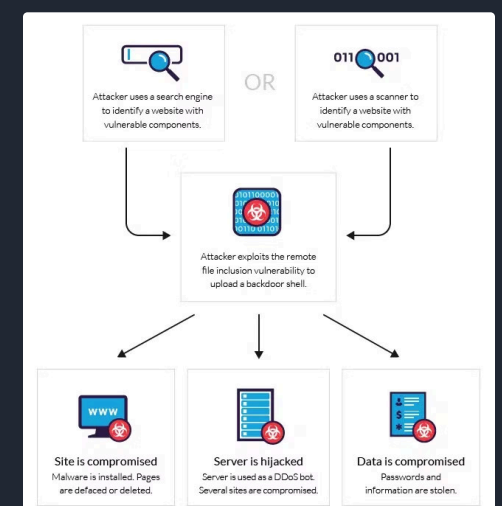 011 001
Attacker uses a search engine
to identify a website with
vulnerable components.
OR
Attacker uses a scanner to
identify a website with
vulnerable components.
Attacker exploits the remote
file inclusion vulnerability to
upload a backdoor shell.
www
Site is compromised
Malware is installed. Pages
are defaced or deleted.
Server is hijacked
Server is used as a DDoS bot.
Several sites are compromised.
$
*
Data is compromised
Passwords and
information are stolen.